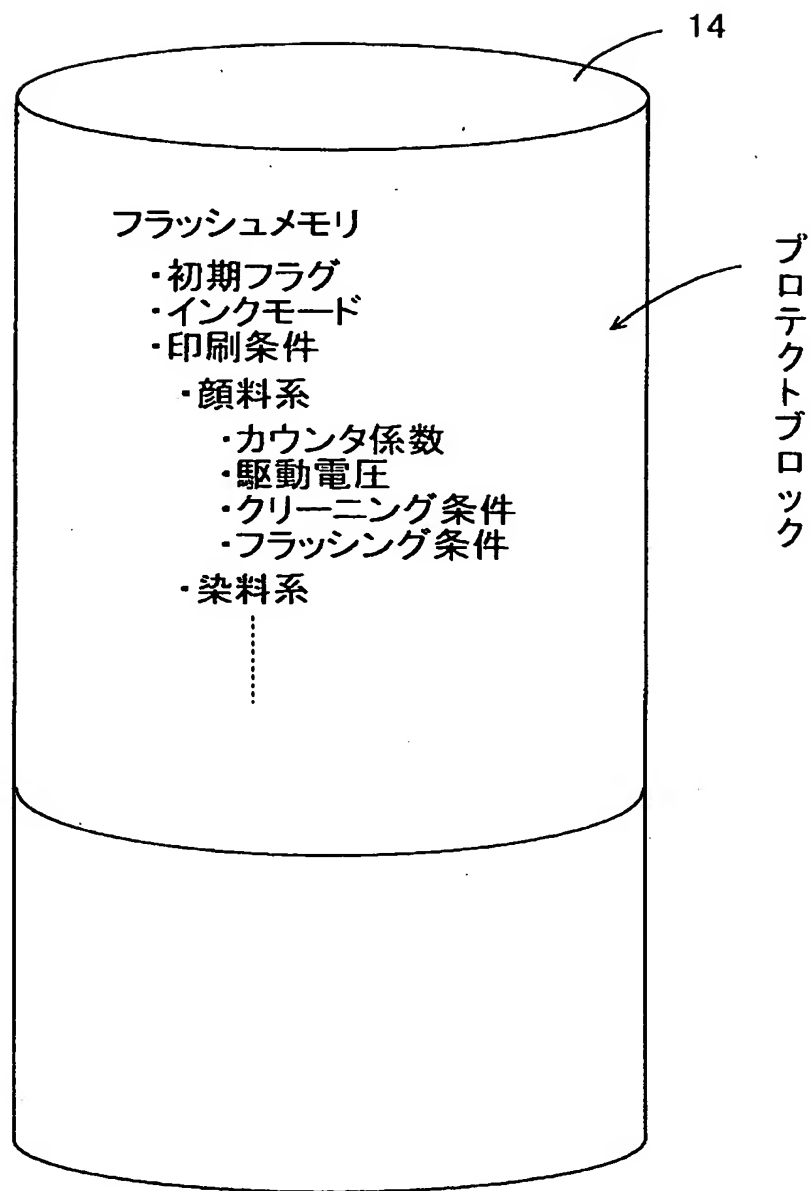 14
フラッシュメモリ
・初期フラグ
・インクモード
・印刷条件
・顔料系
・カウンタ係数
・駆動電圧
・クリーニング条件
・フラッシング条件
・染料系
プロテクトブロック